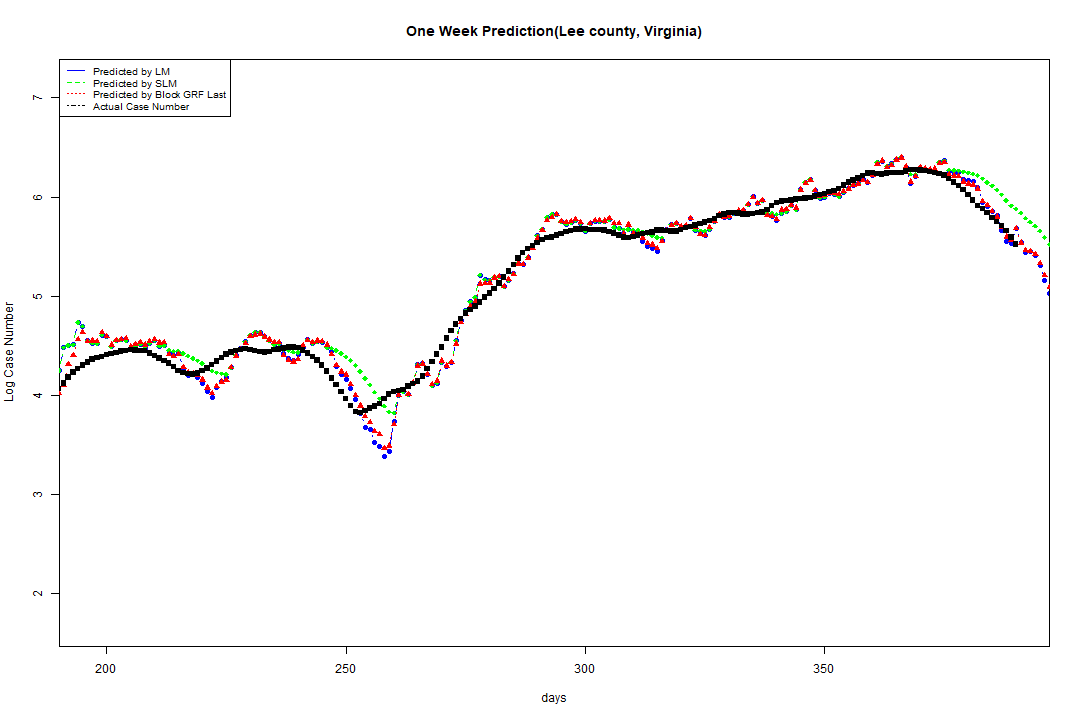 One Week Prediction(Lee county, Virginia)
Predicted by LM
Predicted by SLM
Predicted by Block GRF Last
Actual Case Number
7
6
5
4
3
2
Log Case Number
200
250
300
350
days